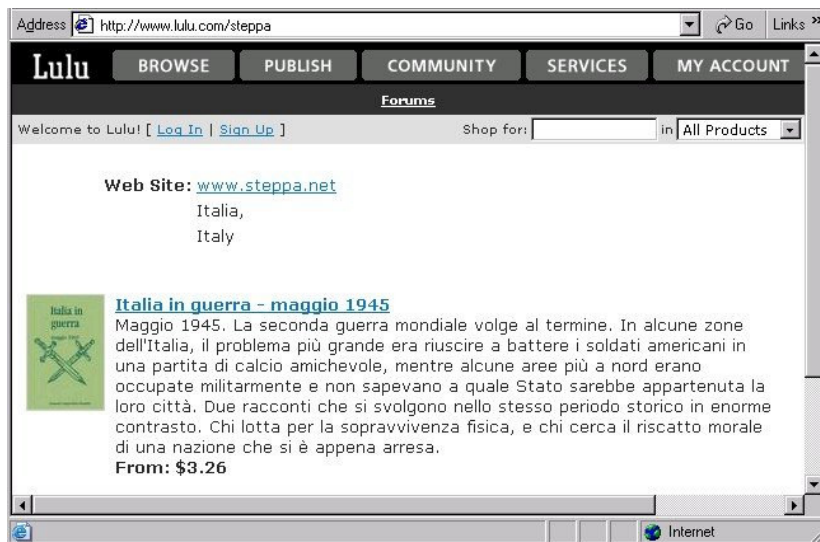 Address http://www.lulu.com/steppa Go Links »
Lulu BROWSE PUBLISH COMMUNITY SERVICES MY ACCOUNT
Forums
Welcome to Lulu! [ Log In | Sign Up ] Shop for: in All Products
Web Site: www.steppa.net
Italia,
Italy
Italia in
guerra
maggio 1945
Italia in guerra - maggio 1945
Maggio 1945. La seconda guerra mondiale volge al termine. In alcune zone
dell'Italia, il problema più grande era riuscire a battere i soldati americani in
una partita di calcio amichevole, mentre alcune aree più a nord erano
occupate militarmente e non sapevano a quale Stato sarebbe appartenuta la
loro città. Due racconti che si svolgono nello stesso periodo storico in enorme
contrasto. Chi lotta per la sopravvivenza fisica, e chi cerca il riscatto morale
di una nazione che si è appena arresa.
From: $3.26
Internet